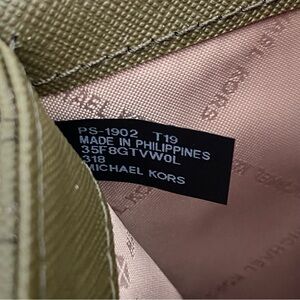 PS-1902 T19
MADE IN PHILIPPINES
35F8GTVW0L
318
MICHAEL KORS